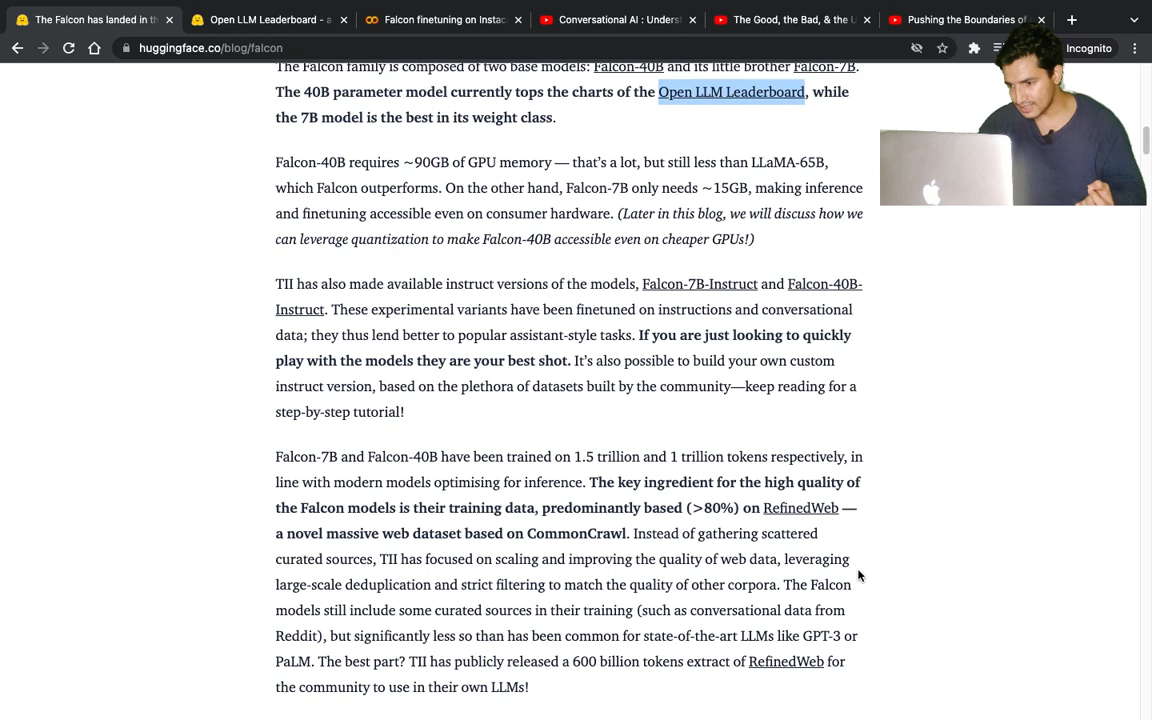 The Falcon has landed in th
Open LLM Leaderboard - a
Falcon finetuning on Instac
Conversational AI : Unders
The Good, the Bad, & the U
Pushing the Boundaries of
huggingface.co/blog/falcon
Incognito
The Falcon family is composed of two base models: Falcon-40B and its little brother Falcon-7B.
The 40B parameter model currently tops the charts of the Open LLM Leaderboard, while
the 7B model is the best in its weight class.
Falcon-40B requires ~90GB of GPU memory — that's a lot, but still less than LLaMA-65B,
which Falcon outperforms. On the other hand, Falcon-7B only needs ~15GB, making inference
and finetuning accessible even on consumer hardware. (Later in this blog, we will discuss how we
can leverage quantization to make Falcon-40B accessible even on cheaper GPUs!)
TII has also made available instruct versions of the models, Falcon-7B-Instruct and Falcon-40B-
Instruct. These experimental variants have been finetuned on instructions and conversational
data; they thus lend better to popular assistant-style tasks. If you are just looking to quickly
play with the models they are your best shot. It's also possible to build your own custom
instruct version, based on the plethora of datasets built by the community—keep reading for a
step-by-step tutorial!
Falcon-7B and Falcon-40B have been trained on 1.5 trillion and 1 trillion tokens respectively, in
line with modern models optimising for inference. The key ingredient for the high quality of
the Falcon models is their training data, predominantly based (>80%) on RefinedWeb —
a novel massive web dataset based on CommonCrawl. Instead of gathering scattered
curated sources, TII has focused on scaling and improving the quality of web data, leveraging
large-scale deduplication and strict filtering to match the quality of other corpora. The Falcon
models still include some curated sources in their training (such as conversational data from
Reddit), but significantly less so than has been common for state-of-the-art LLMs like GPT-3 or
PaLM. The best part? TII has publicly released a 600 billion tokens extract of RefinedWeb for
the community to use in their own LLMs!